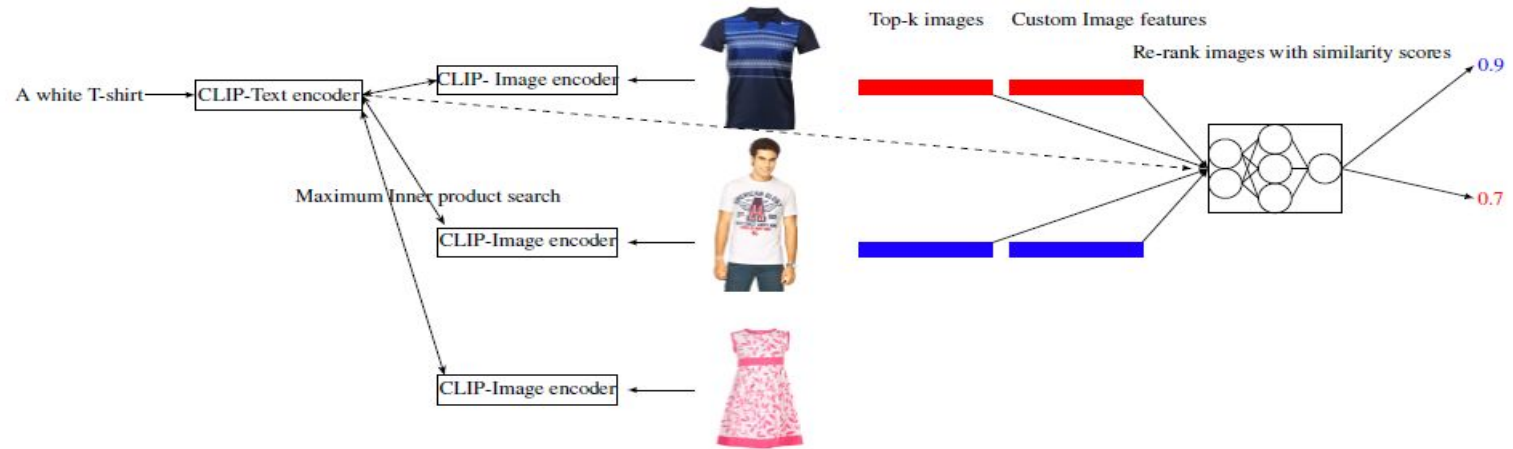 Top-k images
Custom Image features
Re-rank images with similarity scores
0.9
A white T-shirt
CLIP-Text encoder
CLIP- Image encoder
Maximum Inner product search
CLIP-Image encoder
0.7
CLIP-Image encoder